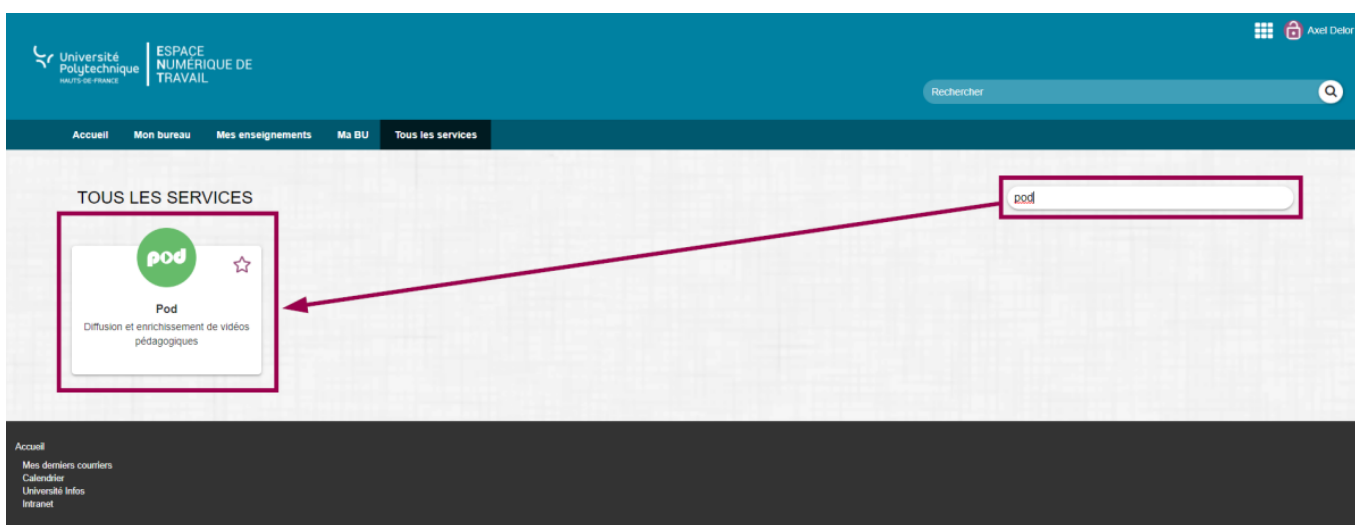 Axel Delor
Université
Polytechnique
HAUTS-DE-FRANCE
ESPACE
NUMÉRIQUE DE
TRAVAIL
Rechercher
Accueil Mon bureau Mes enseignements Ma BU Tous les services
TOUS LES SERVICES
pod
pod
Pod
Diffusion et enrichissement de vidéos
pédagogiques
Accueil
Mes derniers courriers
Calendrier
Université Infos
Intranet